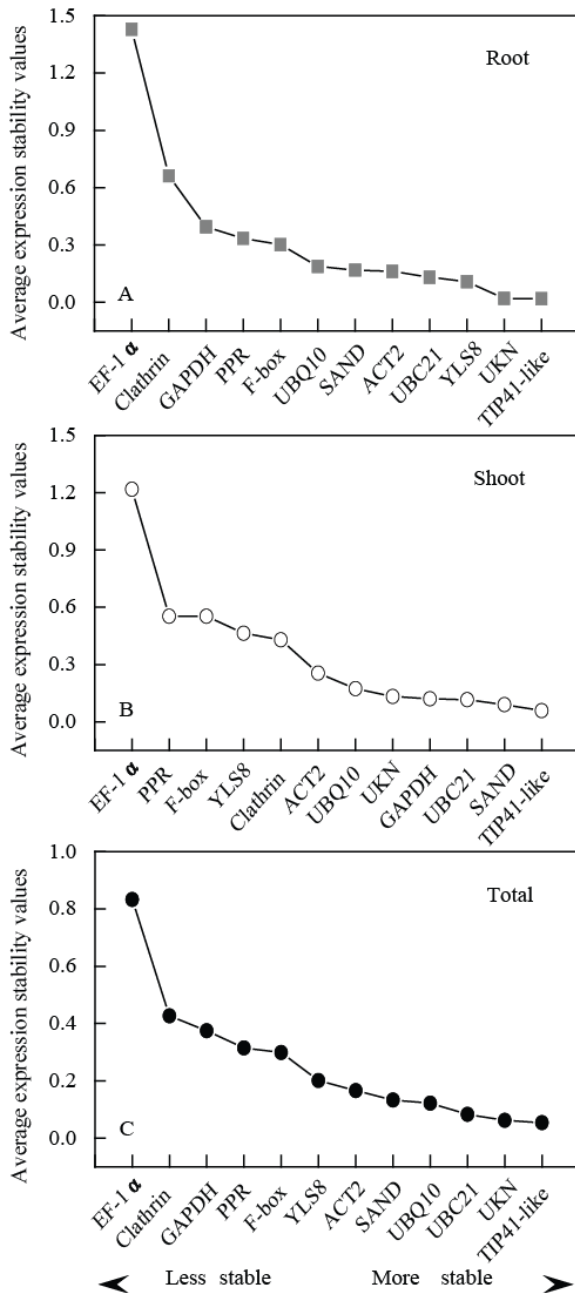 Average expression stability values
1.5
1.2
0.9
0.6
0.3
0.0
Root
A
EF-1 α
Clathrin
GAPDH
PPR
F-box
UBQ10
SAND
ACT2
UBC21
YLS8
UKN
TIP41-like
Average expression stability values
1.5
1.2
0.9
0.6
0.3
0.0
Shoot
B
EF-1 α
PPR
F-box
YLS8
Clathrin
ACT2
UBQ10
UKN
GAPDH
UBC21
SAND
TIP41-like
Average expression stability values
1.0
0.8
0.6
0.4
0.2
0.0
Total
C
EF-1 α
Clathrin
GAPDH
PPR
F-box
YLS8
ACT2
SAND
UBQ10
UBC21
UKN
TIP41-like
Less stable More stable